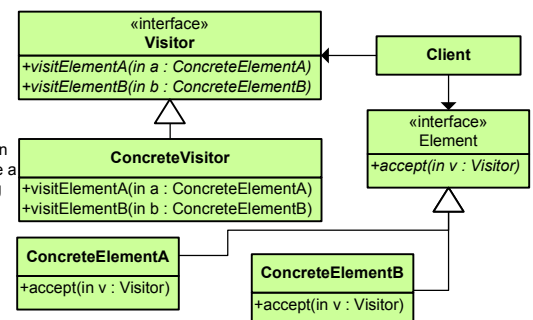 «interface»
Visitor
+visitElementA(in a : ConcreteElementA)
+visitElementB(in b : ConcreteElementB)
Client
«interface»
Element
+accept(in v : Visitor)
n
e a
ConcreteVisitor
+visitElementA(in a : ConcreteElementA)
+visitElementB(in b : ConcreteElementB)
ConcreteElementA
+accept(in v : Visitor)
ConcreteElementB
+accept(in v : Visitor)